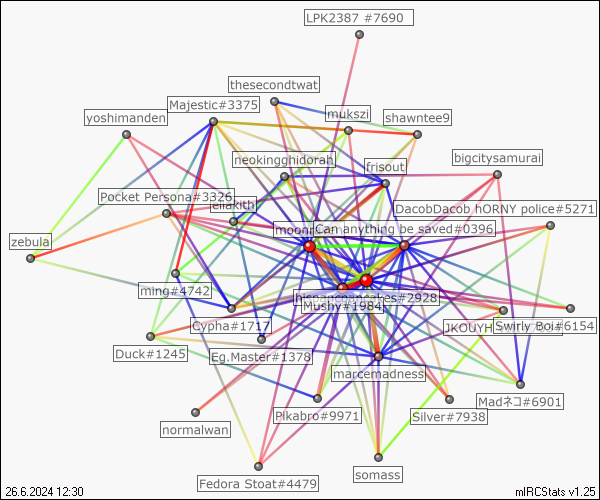 LPK2387 #7690
thesecondtwat
Majestic#3375
mukszi
shawntee9
yoshimanden
neokingghidorah
frisout
bigcitysamurai
Pocket Persona#3326
DacobDacob hORNY police#5271
Can anything be saved#0396
zebula
ming#4742
hispancpancakes#2928
Mushy#1984
Cypha#1717
JKOUYH
Swirly Boi#6154
Duck#1245
Eg.Master#1378
marcemadness
Madネコ#6901
Pikabro#9971
Silver#7938
normalwan
somass
Fedora Stoat#4479
26.6.2024 12:30
mIRCStats v1.25